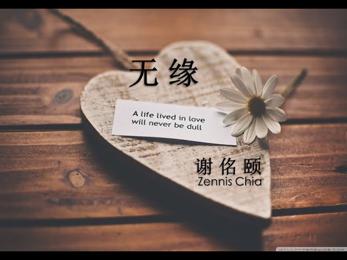 无缘
A life lived in love
will never be dull
谢佲颐
Zennis Chia